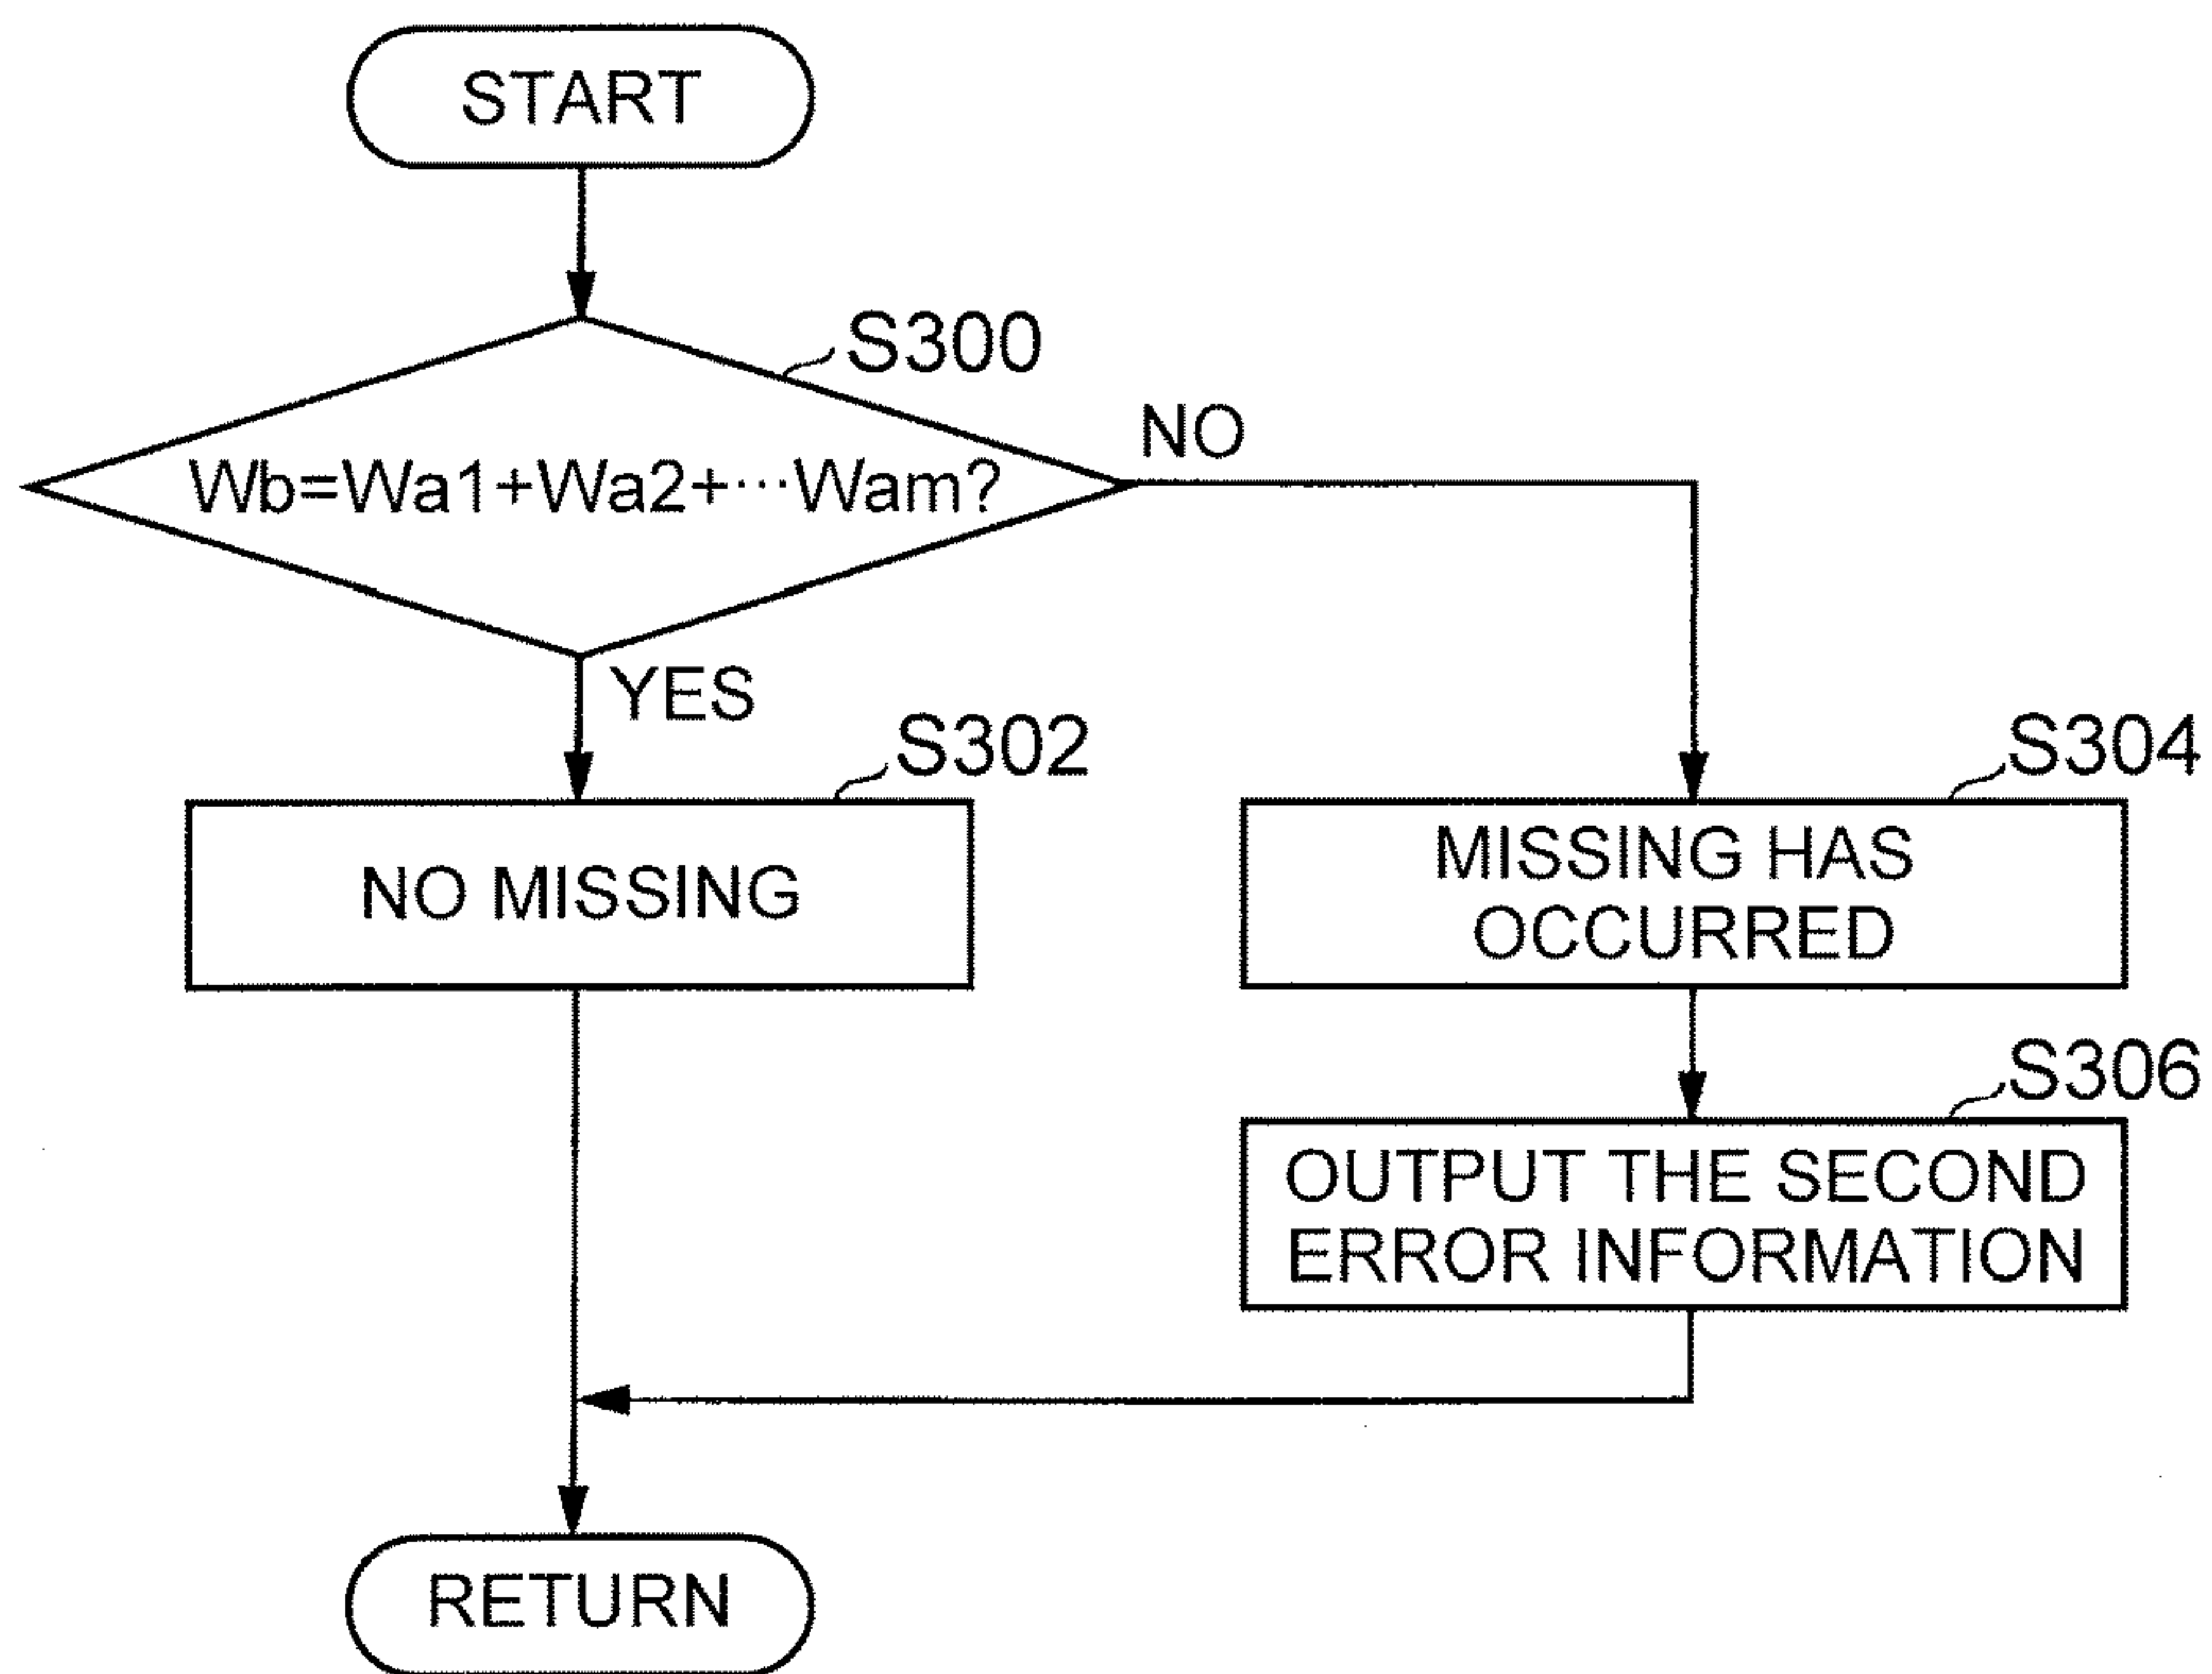 START
S300
NO
Wb=Wa1+Wa2+···Wam?
YES
S302
S304
NO MISSING
MISSING HAS
OCCURRED
S306
OUTPUT THE SECOND
ERROR INFORMATION
RETURN